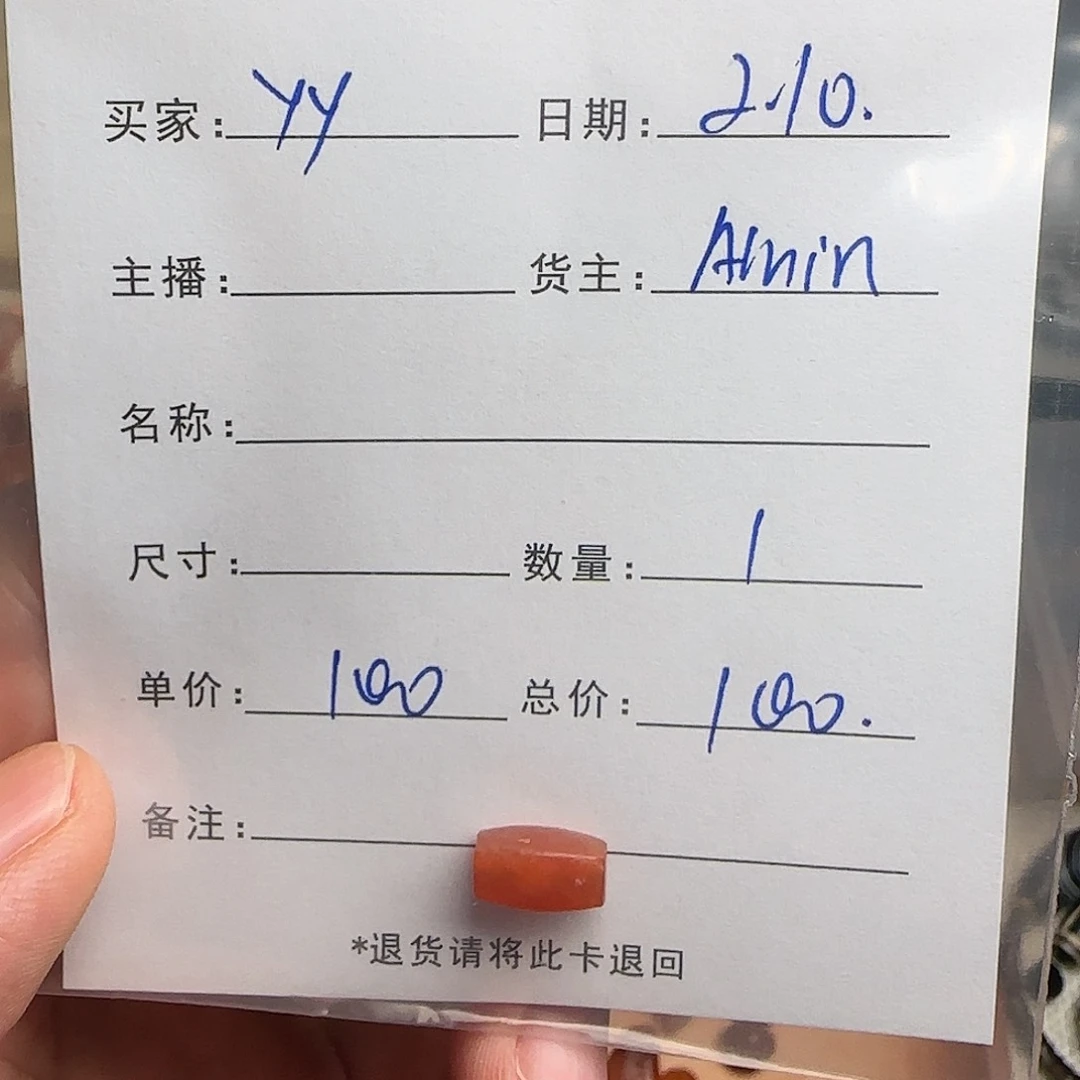 买家：yy 日期：2.10.
主播： 货主：Amin
名称：
尺寸： 数量：1
单价：100 总价：100.
备注：
*退货请将此卡退回